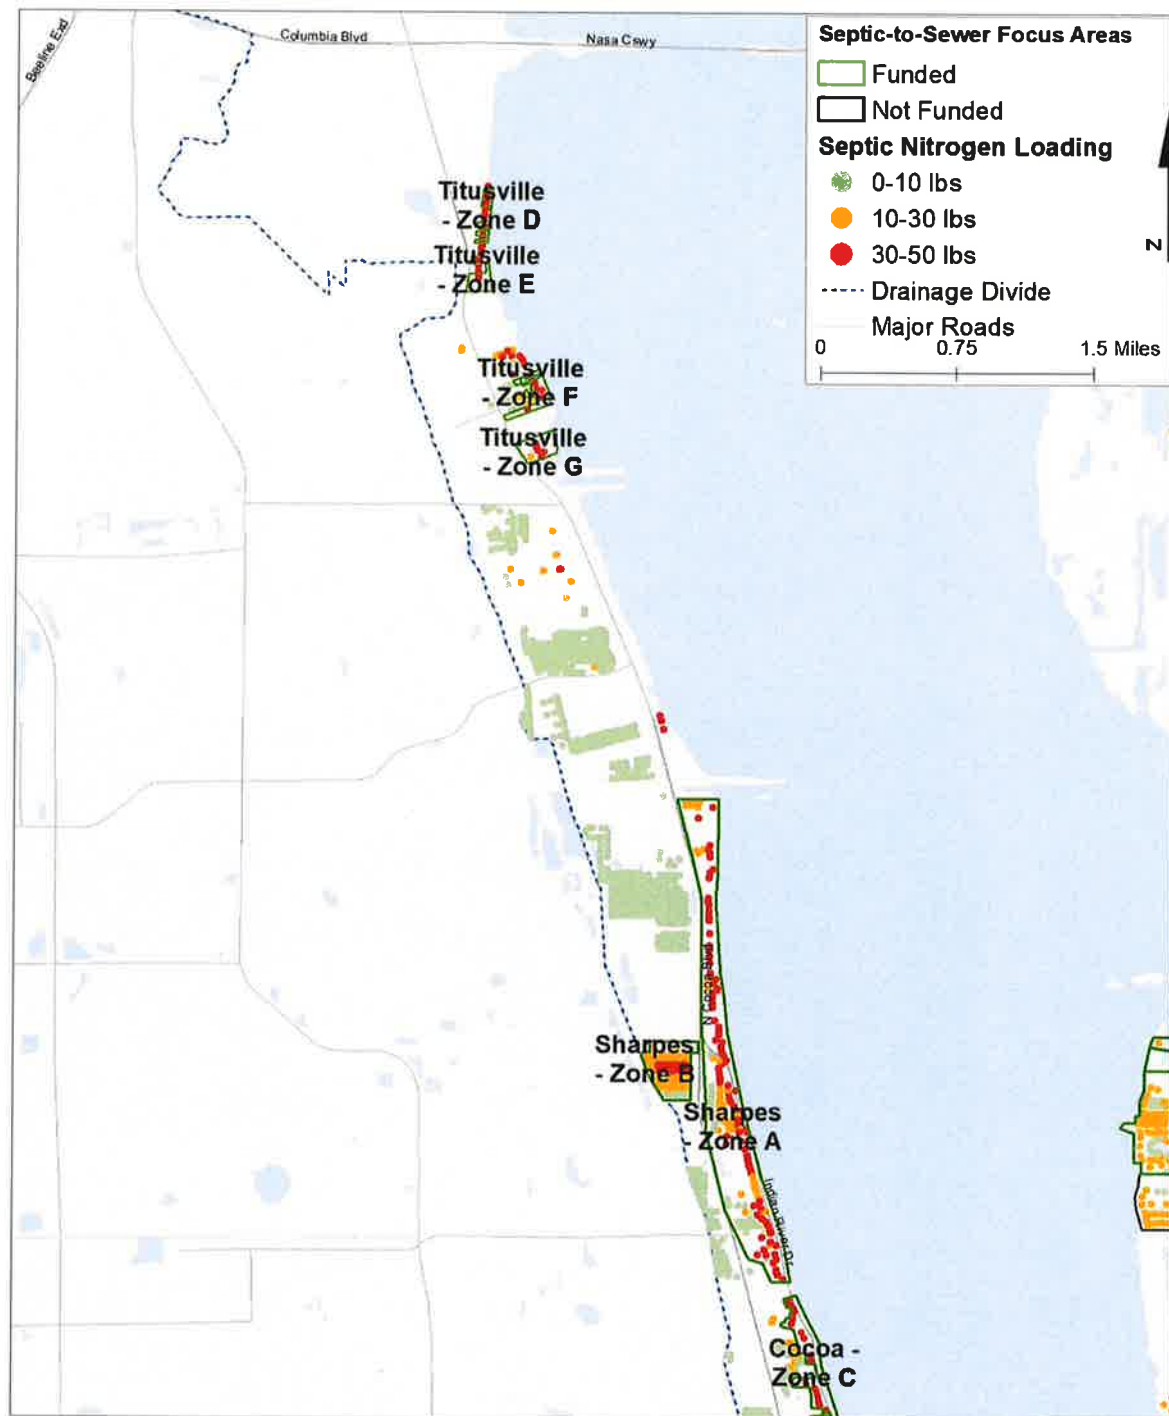 Beeline Exd
Columbia Blvd
Nasa Cswy
Septic-to-Sewer Focus Areas
Funded
Not Funded
Septic Nitrogen Loading
0-10 lbs
10-30 lbs
30-50 lbs
Drainage Divide
Major Roads
0 0.75 1.5 Miles
N
Titusville
- Zone D
Titusville
- Zone E
Titusville
- Zone F
Titusville
- Zone G
N Cocoa Blvd
Sharpes
- Zone B
Sharpes
- Zone A
Indian River Dr
Cocoa -
Zone C